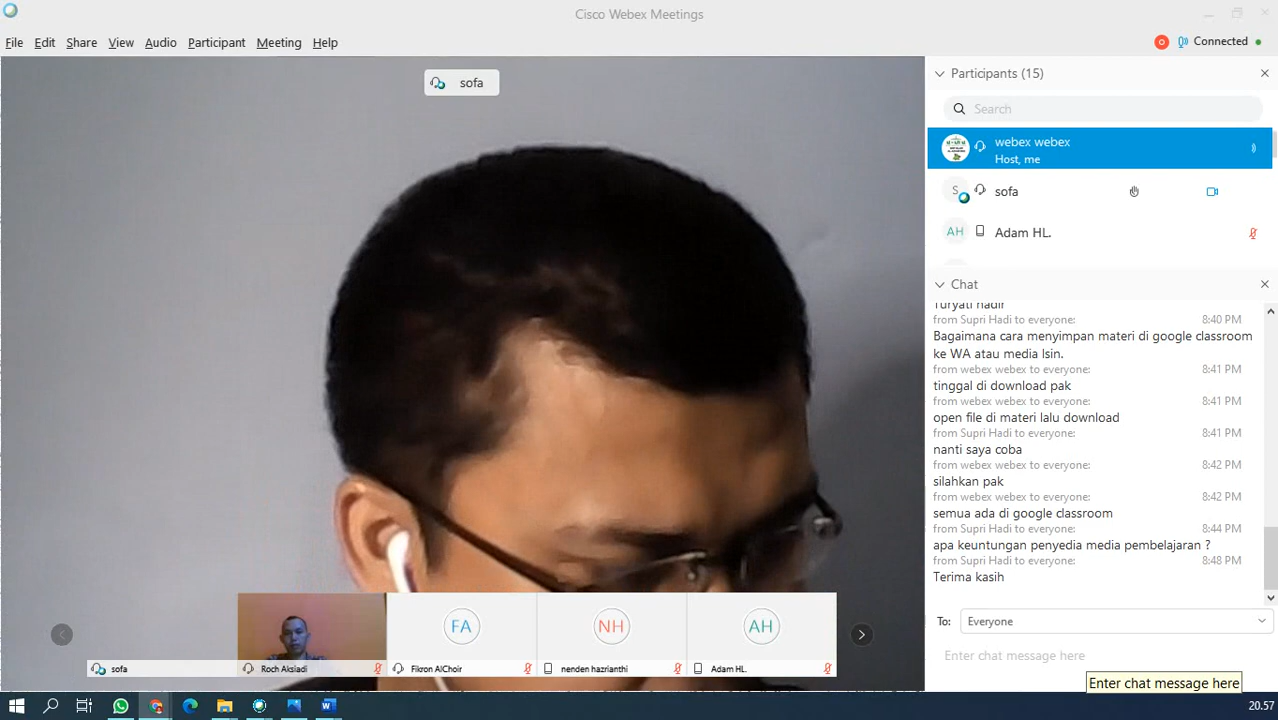 Cisco Webex Meetings
File Edit Share View Audio Participant Meeting Help
Connected
sofa
Participants (15)
Search
webex webex
Host, me
S sofa
AH Adam HL.
Chat
Turyati hadir
from Supri Hadi to everyone: 8:40 PM
Bagaimana cara menyimpan materi di google classroom
ke WA atau media lsin.
from webex webex to everyone: 8:41 PM
tinggal di download pak
from webex webex to everyone: 8:41 PM
open file di materi lalu download
from Supri Hadi to everyone: 8:41 PM
nanti saya coba
from webex webex to everyone: 8:42 PM
silahkan pak
from webex webex to everyone: 8:42 PM
semua ada di google classroom
from Supri Hadi to everyone: 8:44 PM
apa keuntungan penyedia media pembelajaran ?
from Supri Hadi to everyone: 8:48 PM
Terima kasih
To: Everyone
Enter chat message here
Enter chat message here
FA NH AH
sofa Roch Aksiadi Fikron AlChoir nenden hazrianthi Adam HL.
20.57